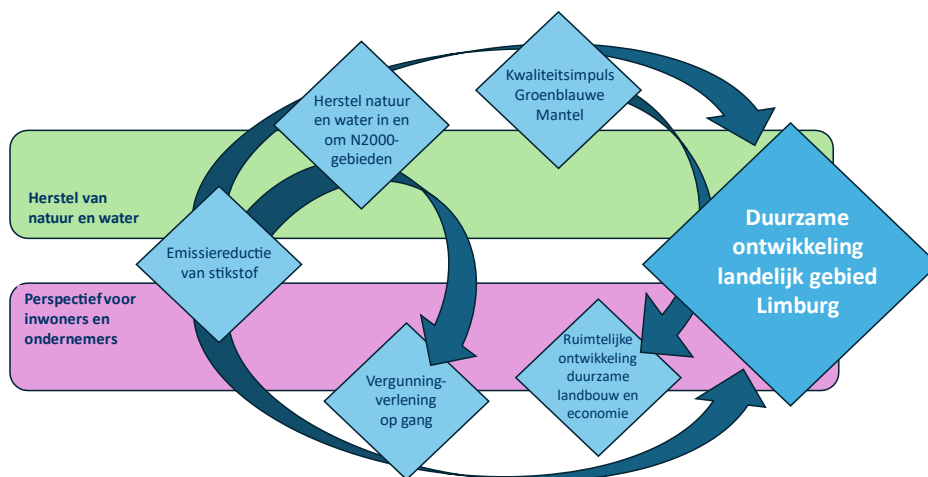 Kwaliteitsimpuls
Groenblauwe
Mantel
Herstel natuur
en water in en
om N2000-
gebieden
Herstel van
natuur en water
Emissiereductie
van stikstof
Duurzame
ontwikkeling
landelijk gebied
Limburg
Perspectief voor
inwoners en
ondernemers
Vergunning-
verlening
op gang
Ruimtelijke
ontwikkeling
duurzame
landbouw en
economie